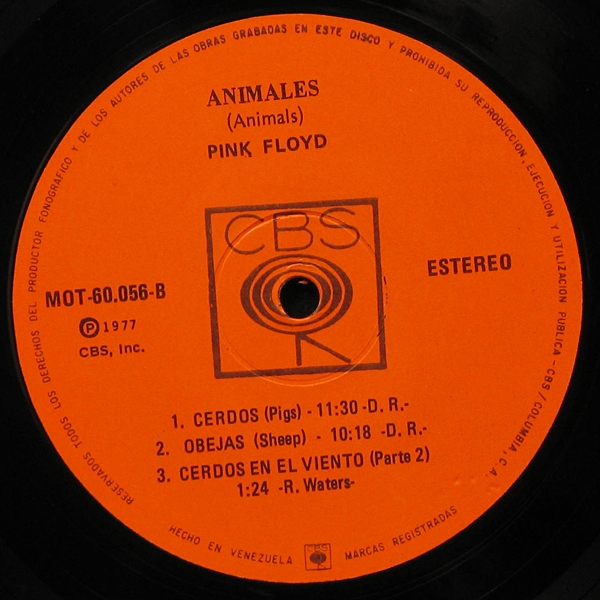 RESERVADOS TODOS LOS DERECHOS DEL PRODUCTOR FONOGRAFICO Y DE LOS AUTORES DE LAS OBRAS GRABADAS EN ESTE DISCO Y PROHIBIDA SU REPRODUCCION, EJECUCION Y UTILIZACION PUBLICA - CBS / COLUMBIA, C. A.
ANIMALES
(Animals)
PINK FLOYD
CBS
MOT-60.056-B
ESTEREO
Ⓟ 1977
CBS, Inc.
1. CERDOS (Pigs) - 11:30 -D. R.-
2. OBEJAS (Sheep) - 10:18 -D. R.-
3. CERDOS EN EL VIENTO (Parte 2)
1:24 -R. Waters-
HECHO EN VENEZUELA CBS MARCAS REGISTRADAS